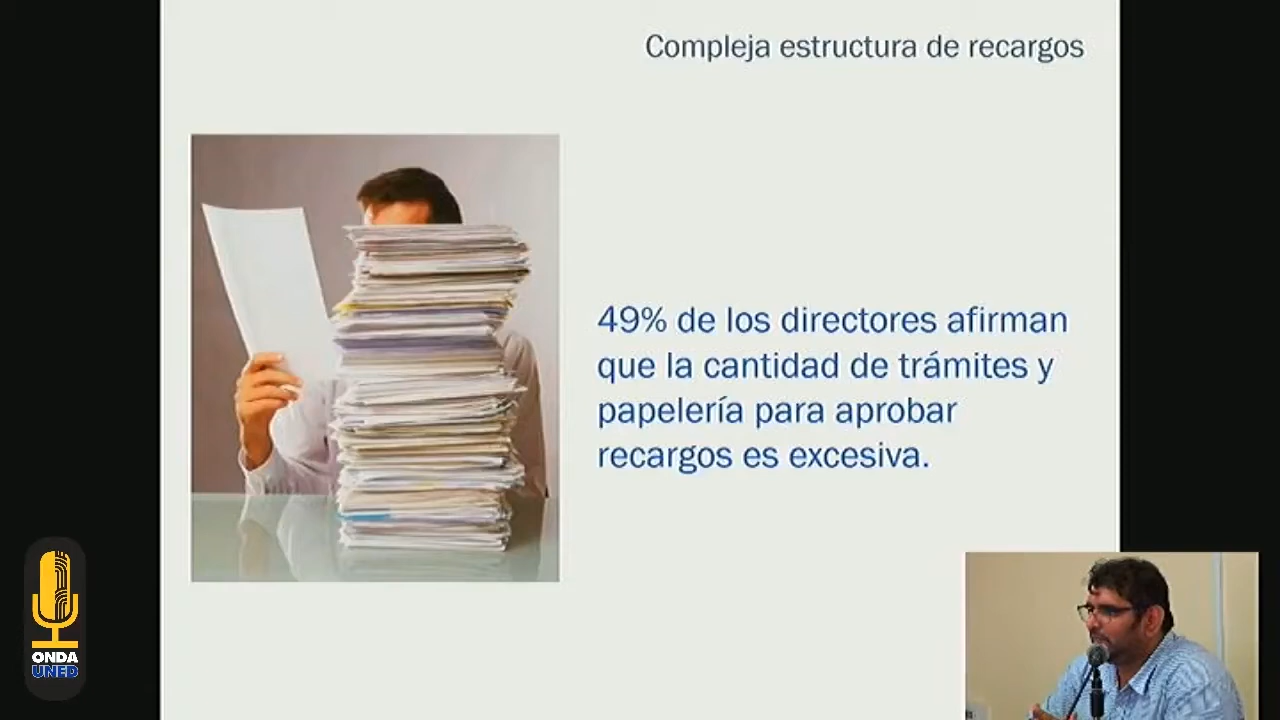 Compleja estructura de recargos
49% de los directores afirman
que la cantidad de trámites y
papelería para aprobar
recargos es excesiva.
ONDA
UNED